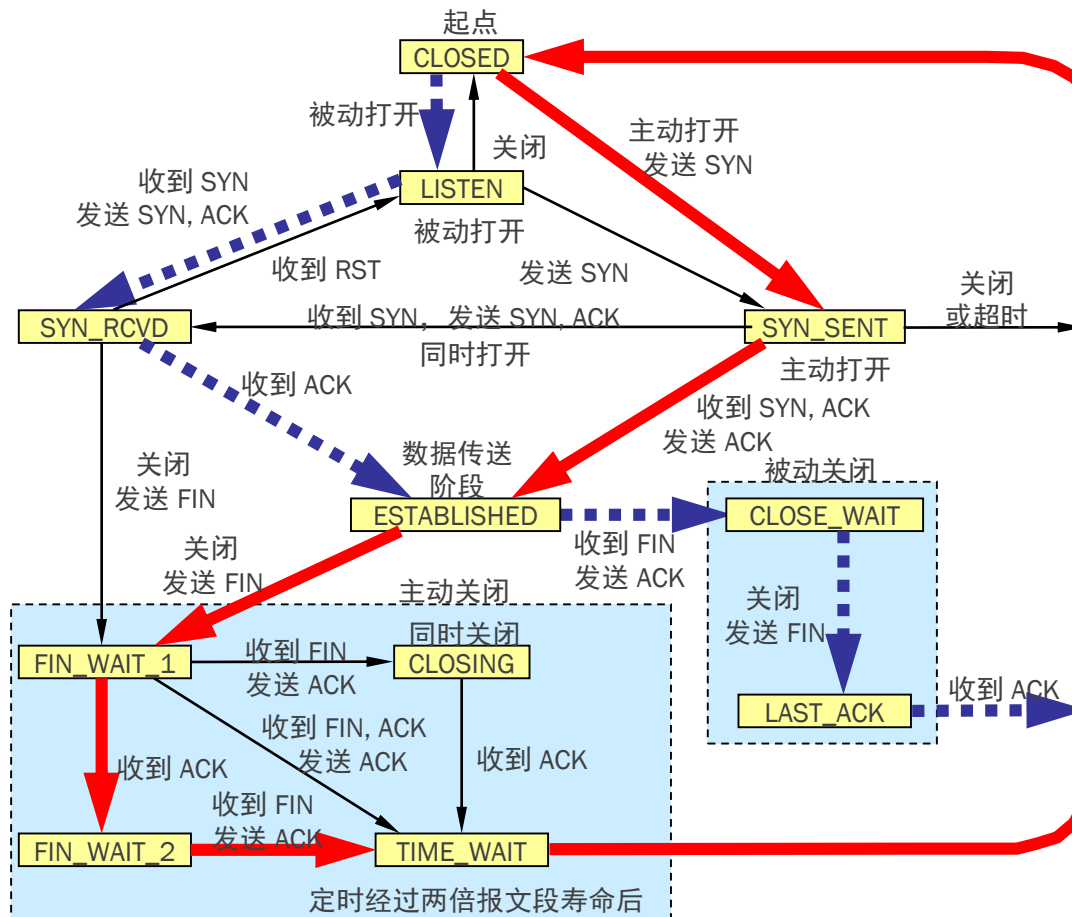 起点
CLOSED
被动打开
关闭
主动打开
发送 SYN
收到 SYN
发送 SYN, ACK
LISTEN
被动打开
收到 RST
发送 SYN
关闭
或超时
SYN_RCVD
收到 SYN，发送 SYN, ACK
同时打开
SYN_SENT
主动打开
收到 ACK
收到 SYN, ACK
发送 ACK
关闭
发送 FIN
数据传送
阶段
ESTABLISHED
被动关闭
CLOSE_WAIT
收到 FIN
发送 ACK
关闭
发送 FIN
关闭
发送 FIN
主动关闭
同时关闭
FIN_WAIT_1
收到 FIN
发送 ACK
CLOSING
LAST_ACK
收到 ACK
收到 FIN, ACK
发送 ACK
收到 ACK
收到 ACK
收到 FIN
发送 ACK
FIN_WAIT_2
TIME_WAIT
定时经过两倍报文段寿命后